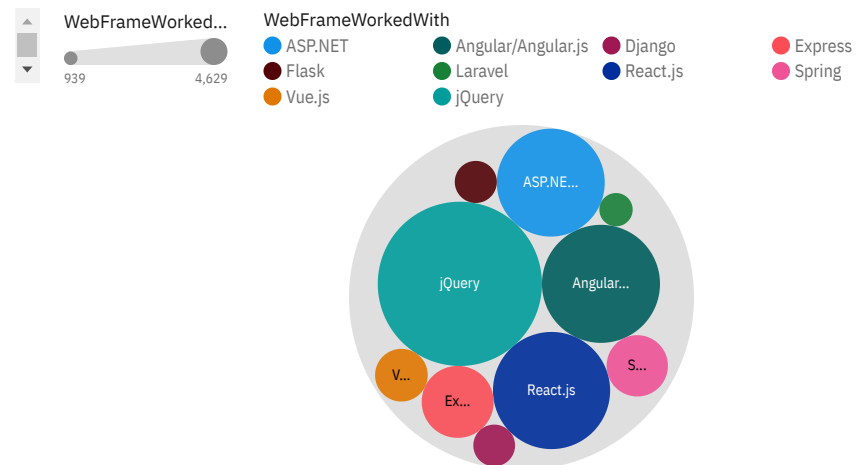 WebFrameWorked...
939 4,629
WebFrameWorkedWith
ASP.NET Angular/Angular.js Django Express
Flask Laravel React.js Spring
Vue.js jQuery
ASP.NE...
jQuery
Angular...
V...
Ex...
React.js
S...